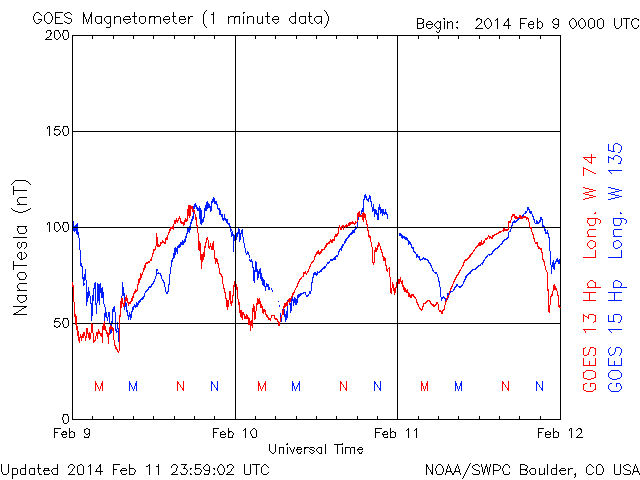 GOES Magnetometer (1 minute data)
Begin: 2014 Feb 9 0000 UTC
200
150
100
50
0
NanoTesla (nT)
M M N N M M N N M M N N
Feb 9 Feb 10 Feb 11 Feb 12
Universal Time
GOES 13 Hp Long. W 74
GOES 15 Hp Long. W 135
Updated 2014 Feb 11 23:59:02 UTC
NOAA/SWPC Boulder, CO USA